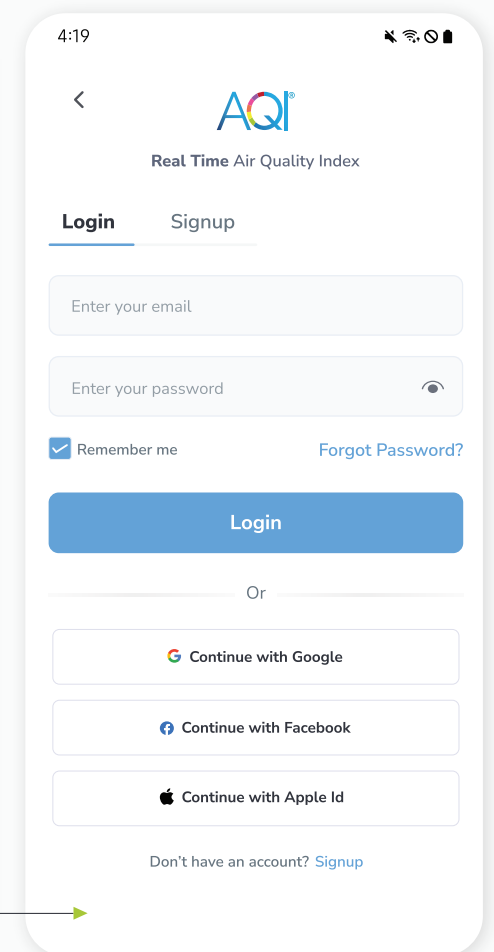 4:19
AQI®
Real Time Air Quality Index
Login Signup
Enter your email
Enter your password
Remember me Forgot Password?
Login
Or
Continue with Google
Continue with Facebook
Continue with Apple Id
Don't have an account? Signup